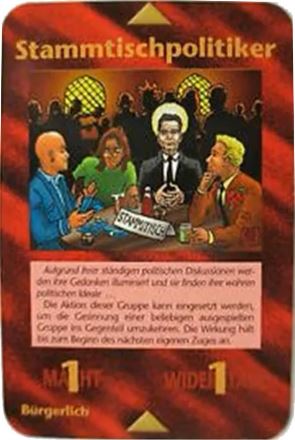 Stammtischpolitiker
STAMMTISCH
Aufgrund Ihrer ständigen politischen Diskussionen wer-
den ihre Gedanken illuminiert und sie finden ihre wahren
politischen Ideale ...
Die Aktion dieser Gruppe kann eingesetzt werden,
um die Gesinnung einer beliebigen ausgespielten
Gruppe ins Gegenteil umzukehren. Die Wirkung hält
bis zum Beginn des nächsten eigenen Zuges an.
1 1
MACHT WIDERSTAND
Bürgerlich